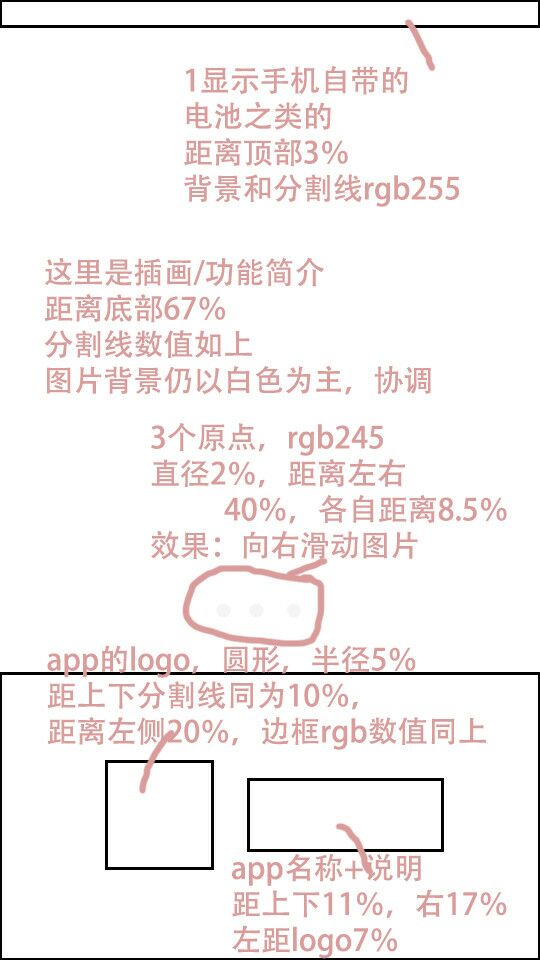 1显示手机自带的
电池之类的
距离顶部3%
背景和分割线rgb255
这里是插画/功能简介
距离底部67%
分割线数值如上
图片背景仍以白色为主，协调
3个原点，rgb245
直径2%，距离左右
40%，各自距离8.5%
效果：向右滑动图片
app的logo，圆形，半径5%
距上下分割线同为10%，
距离左侧20%，边框rgb数值同上
app名称+说明
距上下11%，右17%
左距logo7%